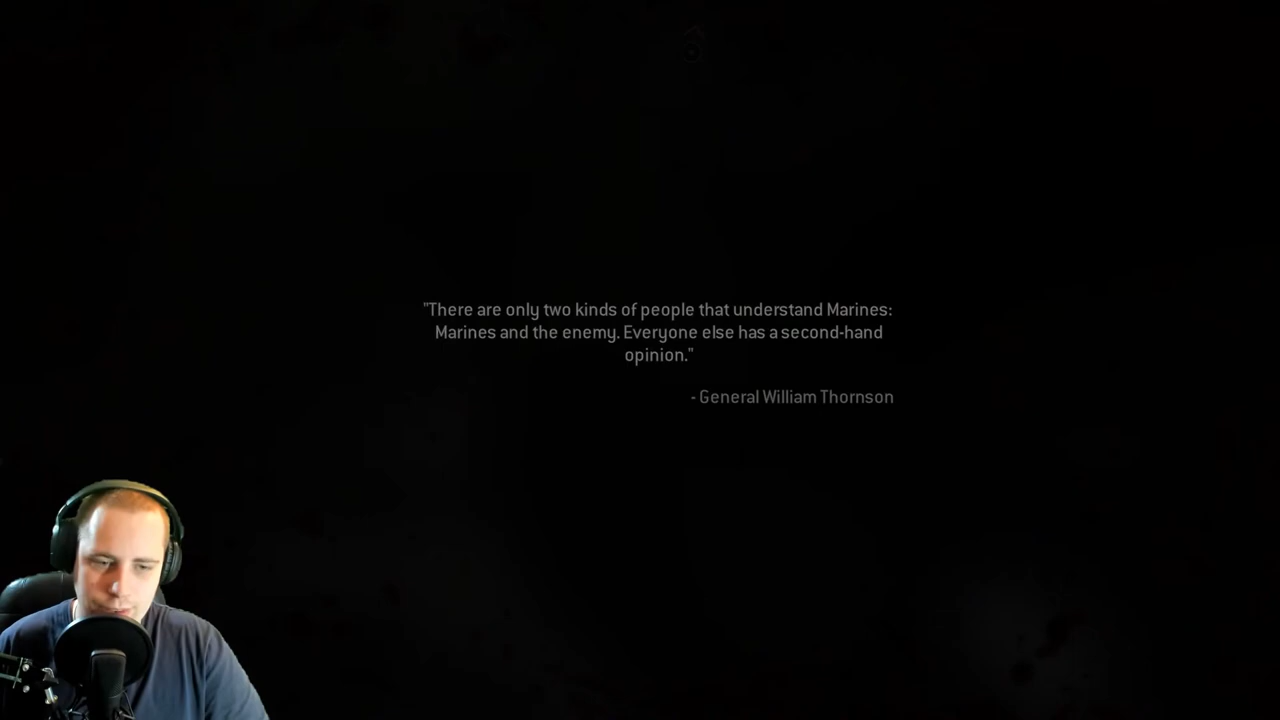 "There are only two kinds of people that understand Marines:
Marines and the enemy. Everyone else has a second-hand
opinion."
- General William Thornson